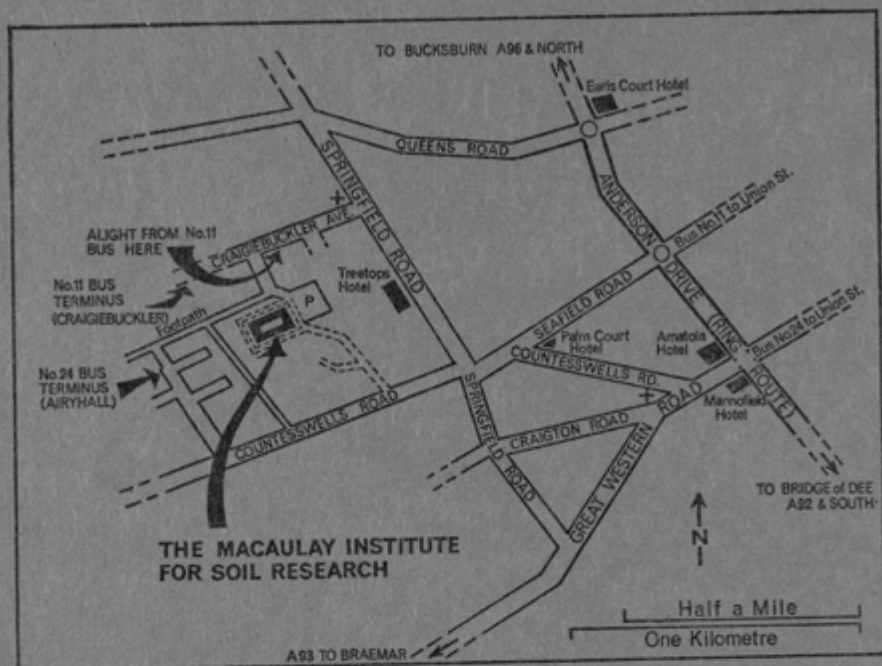 TO BUCKSBURN A96 & NORTH
Earls Court Hotel
QUEENS ROAD
SPRINGFIELD ROAD
ANDERSON DRIVE (RING ROUTE)
Bus No.11 to Union St.
ALIGHT FROM No.11
BUS HERE
CRAIGIEBUCKLER AVE.
No.11 BUS
TERMINUS
(CRAIGIEBUCKLER)
Footpath
P
Treetops
Hotel
SEAFIELD ROAD
Palm Court
Hotel
Amatola
Hotel
Bus No.24 to Union St.
COUNTESSWELLS RD.
Mannofield
Hotel
No.24 BUS
TERMINUS
(AIRYHALL)
COUNTESSWELLS ROAD
SPRINGFIELD ROAD
CRAIGTON ROAD
GREAT WESTERN ROAD
TO BRIDGE of DEE
A92 & SOUTH
N
THE MACAULAY INSTITUTE
FOR SOIL RESEARCH
Half a Mile
One Kilometre
A93 TO BRAEMAR